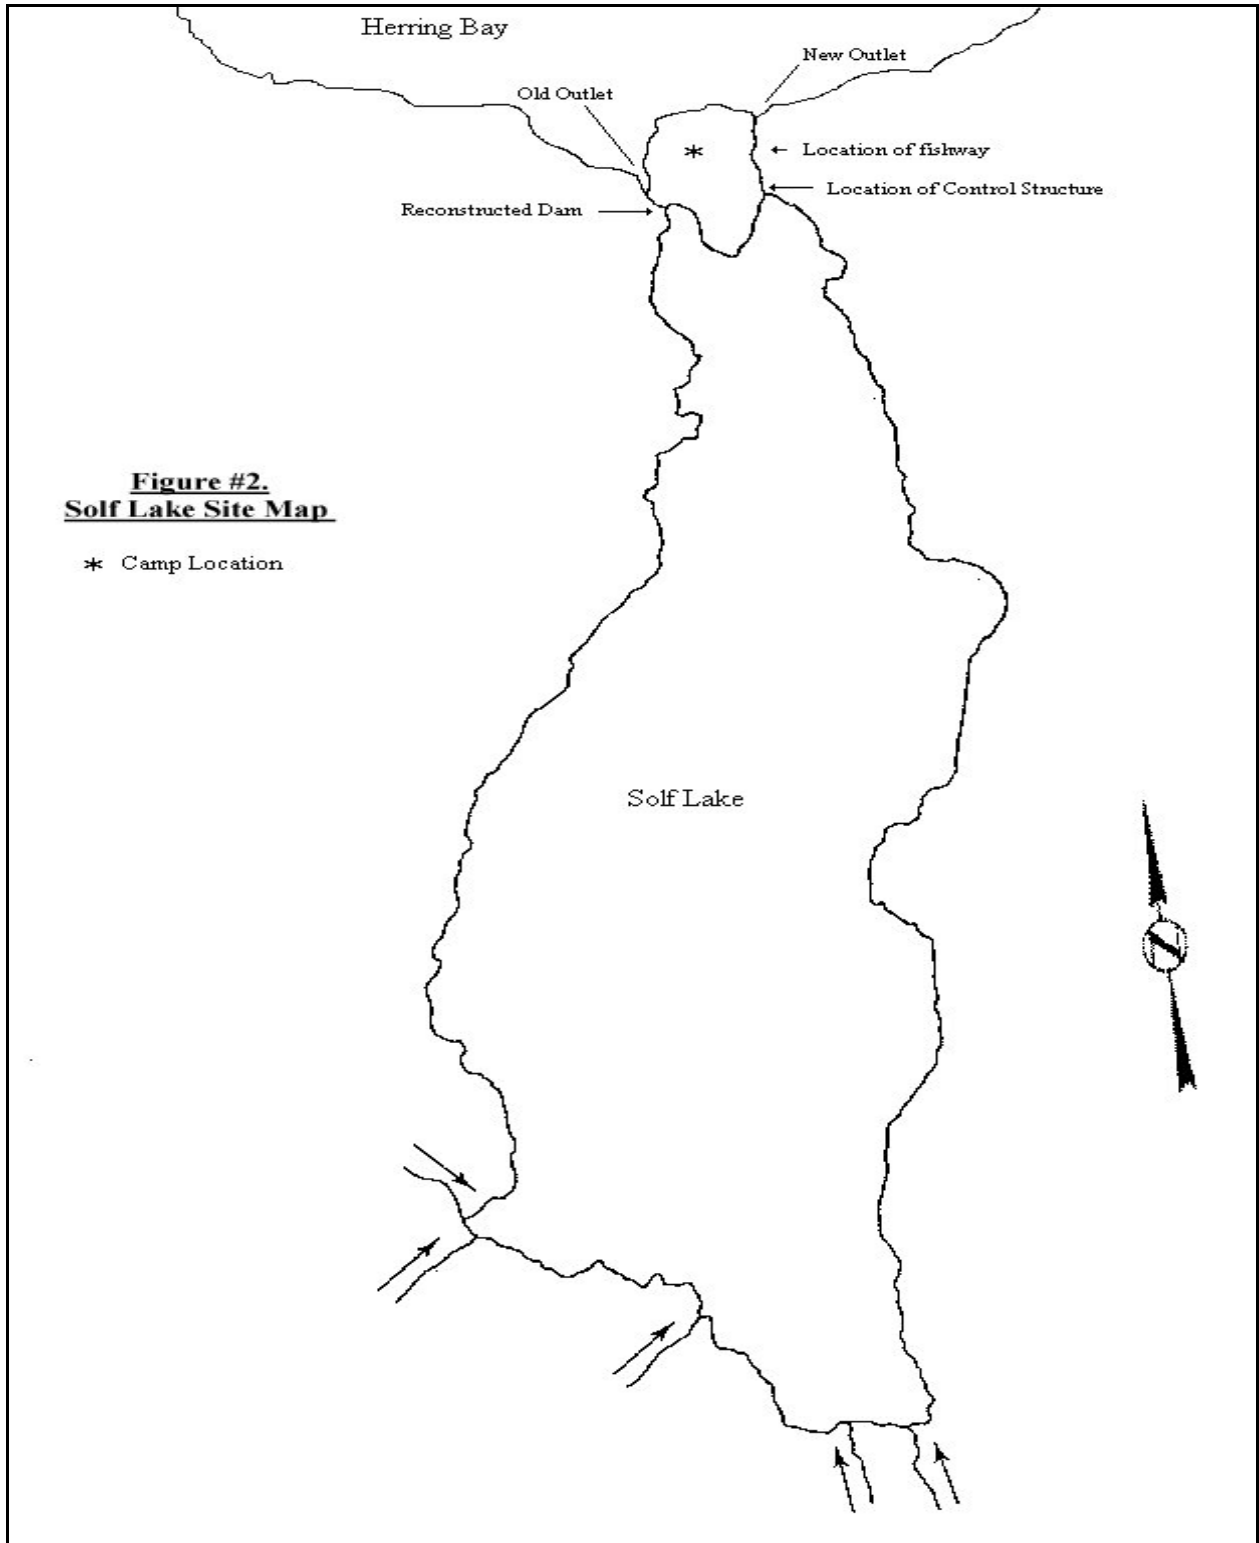 Herring Bay
New Outlet
Old Outlet
Location of fishway
Location of Control Structure
Reconstructed Dam
Figure #2.
Solf Lake Site Map
* Camp Location
Solf Lake
N